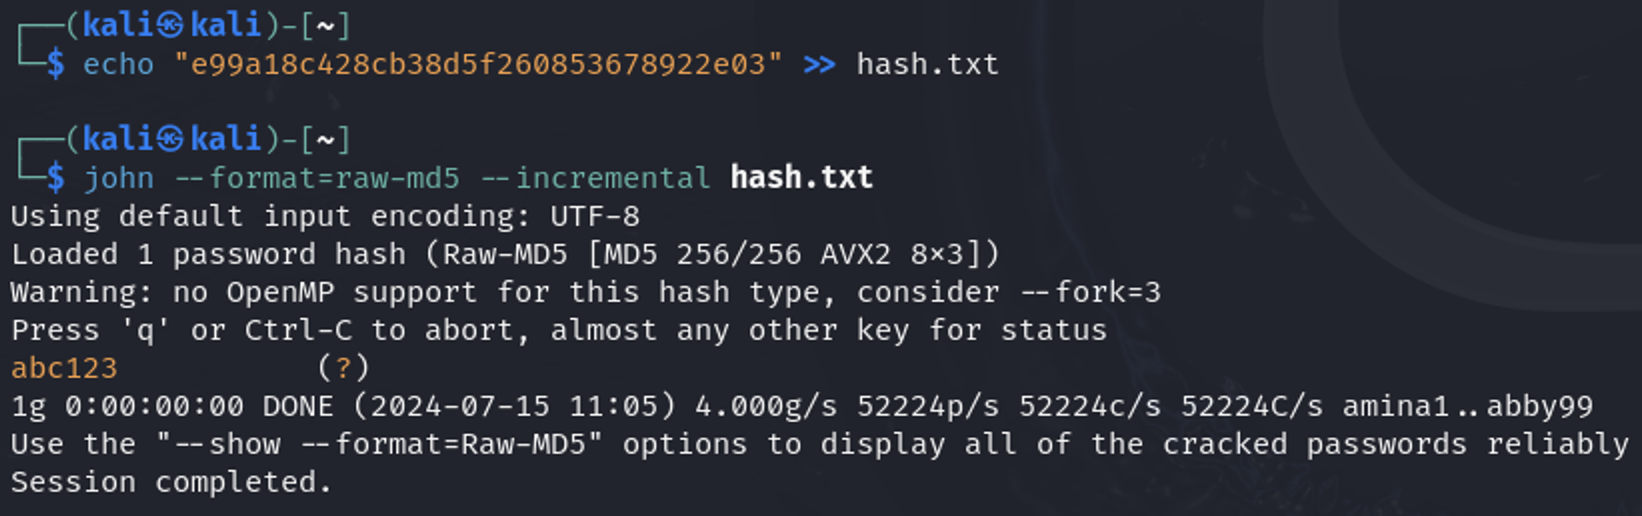 ┌──(kali㉿kali)-[~]
└─$ echo "e99a18c428cb38d5f260853678922e03" >> hash.txt
┌──(kali㉿kali)-[~]
└─$ john --format=raw-md5 --incremental hash.txt
Using default input encoding: UTF-8
Loaded 1 password hash (Raw-MD5 [MD5 256/256 AVX2 8×3])
Warning: no OpenMP support for this hash type, consider --fork=3
Press 'q' or Ctrl-C to abort, almost any other key for status
abc123           (?)
1g 0:00:00:00 DONE (2024-07-15 11:05) 4.000g/s 52224p/s 52224c/s 52224C/s amina1..abby99
Use the "--show --format=Raw-MD5" options to display all of the cracked passwords reliably
Session completed.